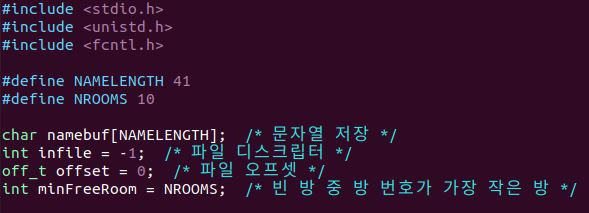 #include <stdio.h>
#include <unistd.h>
#include <fcntl.h>
#define NAMELENGTH 41
#define NROOMS 10
char namebuf[NAMELENGTH]; /* 문자열 저장 */
int infile = -1; /* 파일 디스크립터 */
off_t offset = 0; /* 파일 오프셋 */
int minFreeRoom = NROOMS; /* 빈 방 중 방 번호가 가장 작은 방 */